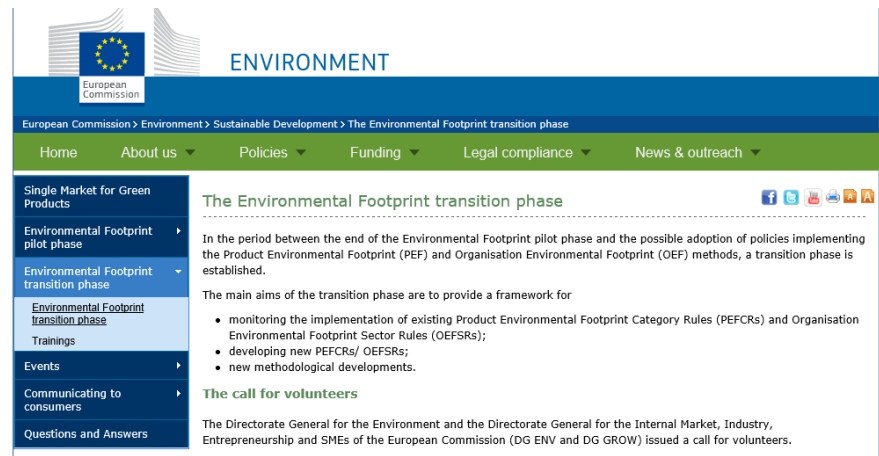 European
Commission
ENVIRONMENT
European Commission > Environment > Sustainable Development > The Environmental Footprint transition phase
Home About us Policies Funding Legal compliance News & outreach
Single Market for Green
Products
Environmental Footprint
pilot phase
Environmental Footprint
transition phase
Environmental Footprint
transition phase
Trainings
Events
Communicating to
consumers
Questions and Answers
The Environmental Footprint transition phase
In the period between the end of the Environmental Footprint pilot phase and the possible adoption of policies implementing
the Product Environmental Footprint (PEF) and Organisation Environmental Footprint (OEF) methods, a transition phase is
established.
The main aims of the transition phase are to provide a framework for
• monitoring the implementation of existing Product Environmental Footprint Category Rules (PEFCRs) and Organisation
Environmental Footprint Sector Rules (OEFSRs);
• developing new PEFCRs/ OEFSRs;
• new methodological developments.
The call for volunteers
The Directorate General for the Environment and the Directorate General for the Internal Market, Industry,
Entrepreneurship and SMEs of the European Commission (DG ENV and DG GROW) issued a call for volunteers.